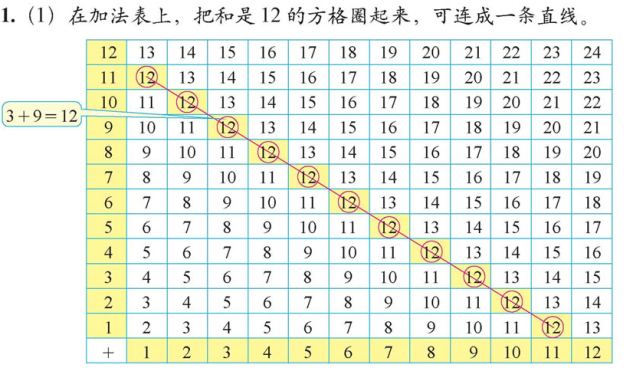 1.（1）在加法表上，把和是 12 的方格圈起来，可连成一条直线。
12 13 14 15 16 17 18 19 20 21 22 23 24
11 12 13 14 15 16 17 18 19 20 21 22 23
10 11 12 13 14 15 16 17 18 19 20 21 22
3+9=12
9 10 11 12 13 14 15 16 17 18 19 20 21
8 9 10 11 12 13 14 15 16 17 18 19 20
7 8 9 10 11 12 13 14 15 16 17 18 19
6 7 8 9 10 11 12 13 14 15 16 17 18
5 6 7 8 9 10 11 12 13 14 15 16 17
4 5 6 7 8 9 10 11 12 13 14 15 16
3 4 5 6 7 8 9 10 11 12 13 14 15
2 3 4 5 6 7 8 9 10 11 12 13 14
1 2 3 4 5 6 7 8 9 10 11 12 13
+ 1 2 3 4 5 6 7 8 9 10 11 12